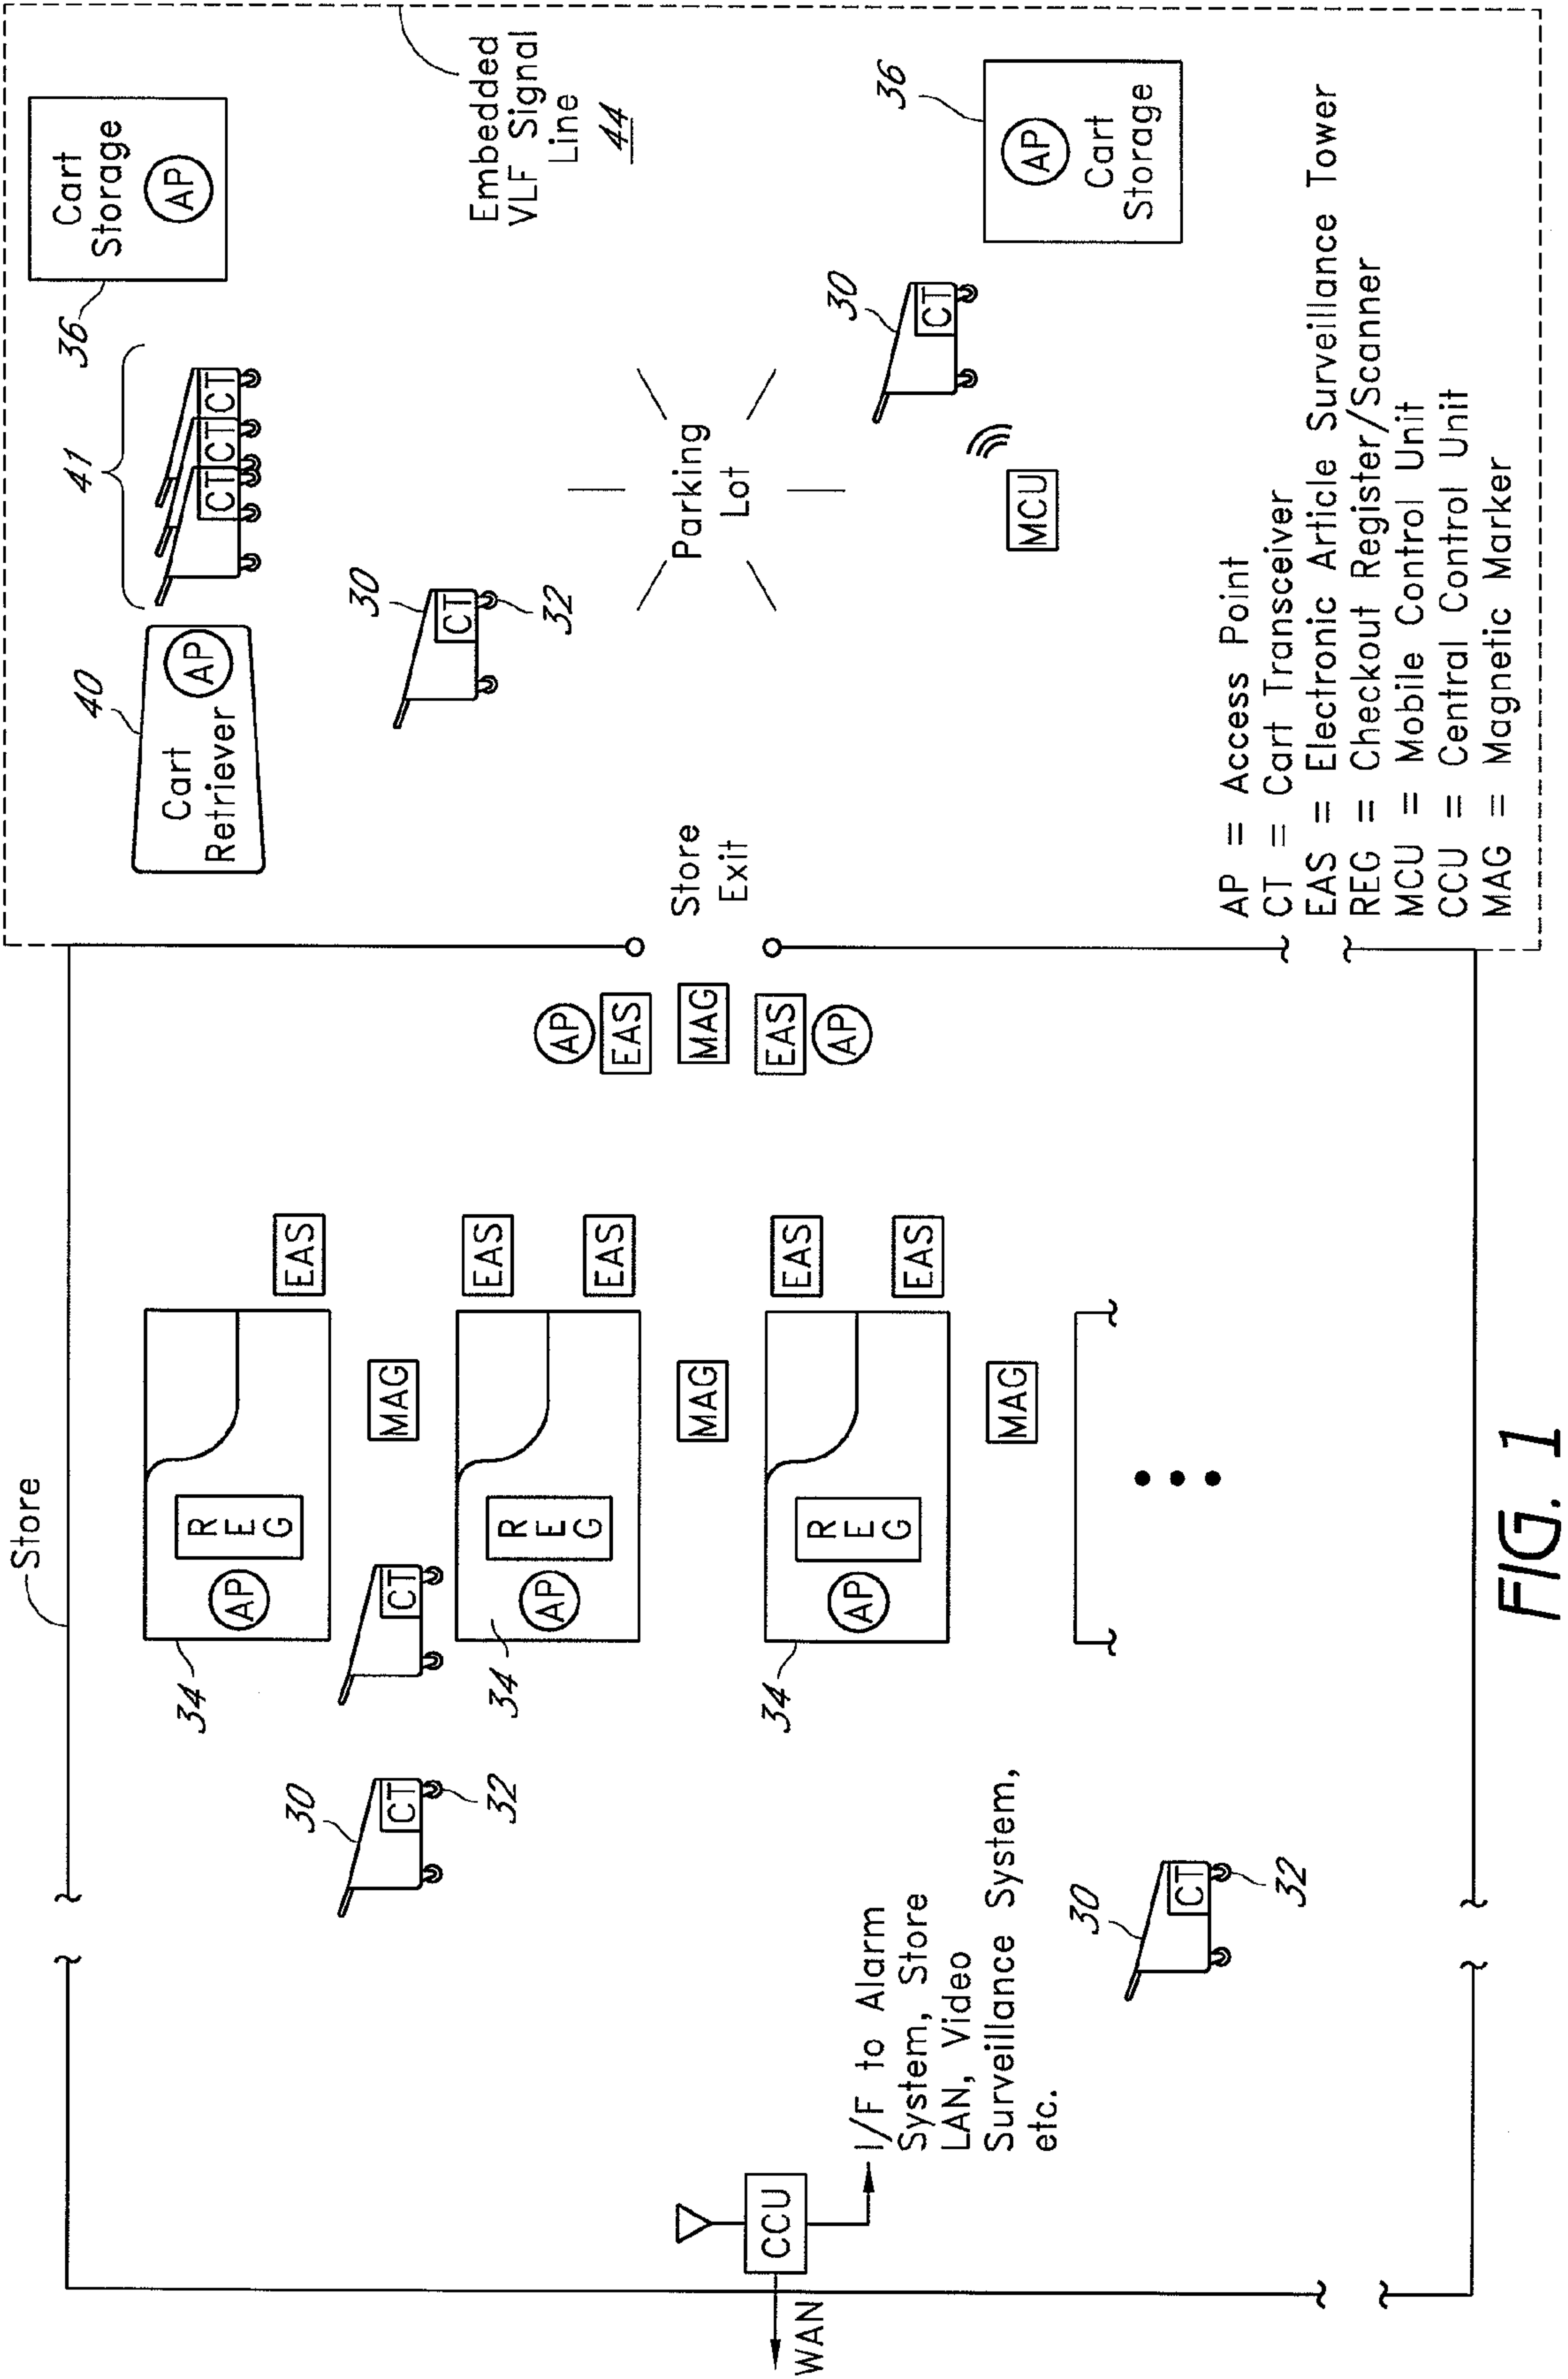 Store
34
REG
AP
EAS
CT
MAG
30
CT
32
34
REG
AP
EAS
EAS
MAG
34
REG
AP
EAS
EAS
MAG
WAN
CCU
I/F to Alarm
System, Store
LAN, Video
Surveillance System,
etc.
30
CT
32
AP
EAS
MAG
EAS
AP
Store
Exit
40
Cart
Retriever
AP
41
CT CT CT
36
Cart
Storage
AP
30
CT
32
Embedded
VLF Signal
Line
44
Parking
Lot
30
CT
MCU
36
AP
Cart
Storage
AP = Access Point
CT = Cart Transceiver
EAS = Electronic Article Surveillance Tower
REG = Checkout Register/Scanner
MCU = Mobile Control Unit
CCU = Central Control Unit
MAG = Magnetic Marker
FIG. 1